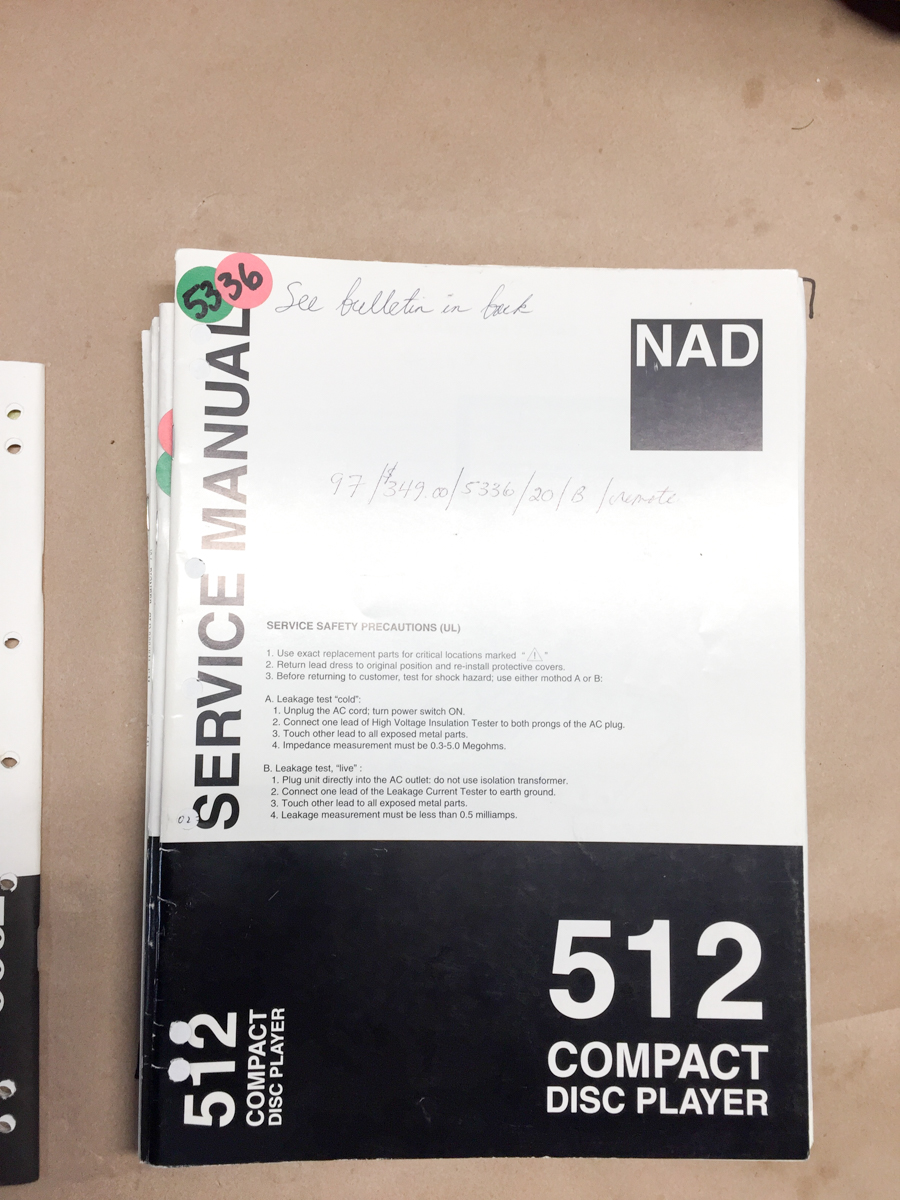 5336
See bulletin in back
NAD
SERVICE MANUAL
97/$349.00/5336/20/B/remote
SERVICE SAFETY PRECAUTIONS (UL)
1. Use exact replacement parts for critical locations marked "⚠"
2. Return lead dress to original position and re-install protective covers.
3. Before returning to customer, test for shock hazard; use either mothod A or B:
A. Leakage test "cold":
1. Unplug the AC cord; turn power switch ON.
2. Connect one lead of High Voltage Insulation Tester to both prongs of the AC plug.
3. Touch other lead to all exposed metal parts.
4. Impedance measurement must be 0.3-5.0 Megohms.
B. Leakage test, "live" :
1. Plug unit directly into the AC outlet: do not use isolation transformer.
2. Connect one lead of the Leakage Current Tester to earth ground.
3. Touch other lead to all exposed metal parts.
4. Leakage measurement must be less than 0.5 milliamps.
512
COMPACT
DISC PLAYER
512
COMPACT
DISC PLAYER